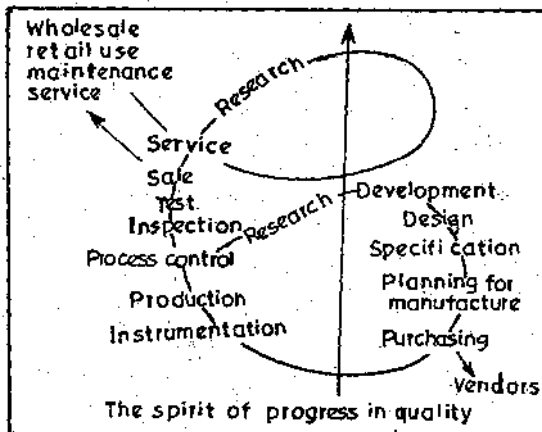 Wholesale
retail use
maintenance
service
Research
Service
Sale
Test
Inspection
Process control
Production
Instrumentation
Research
Development
Design
Specification
Planning for
manufacture
Purchasing
Vendors
The spirit of progress in quality